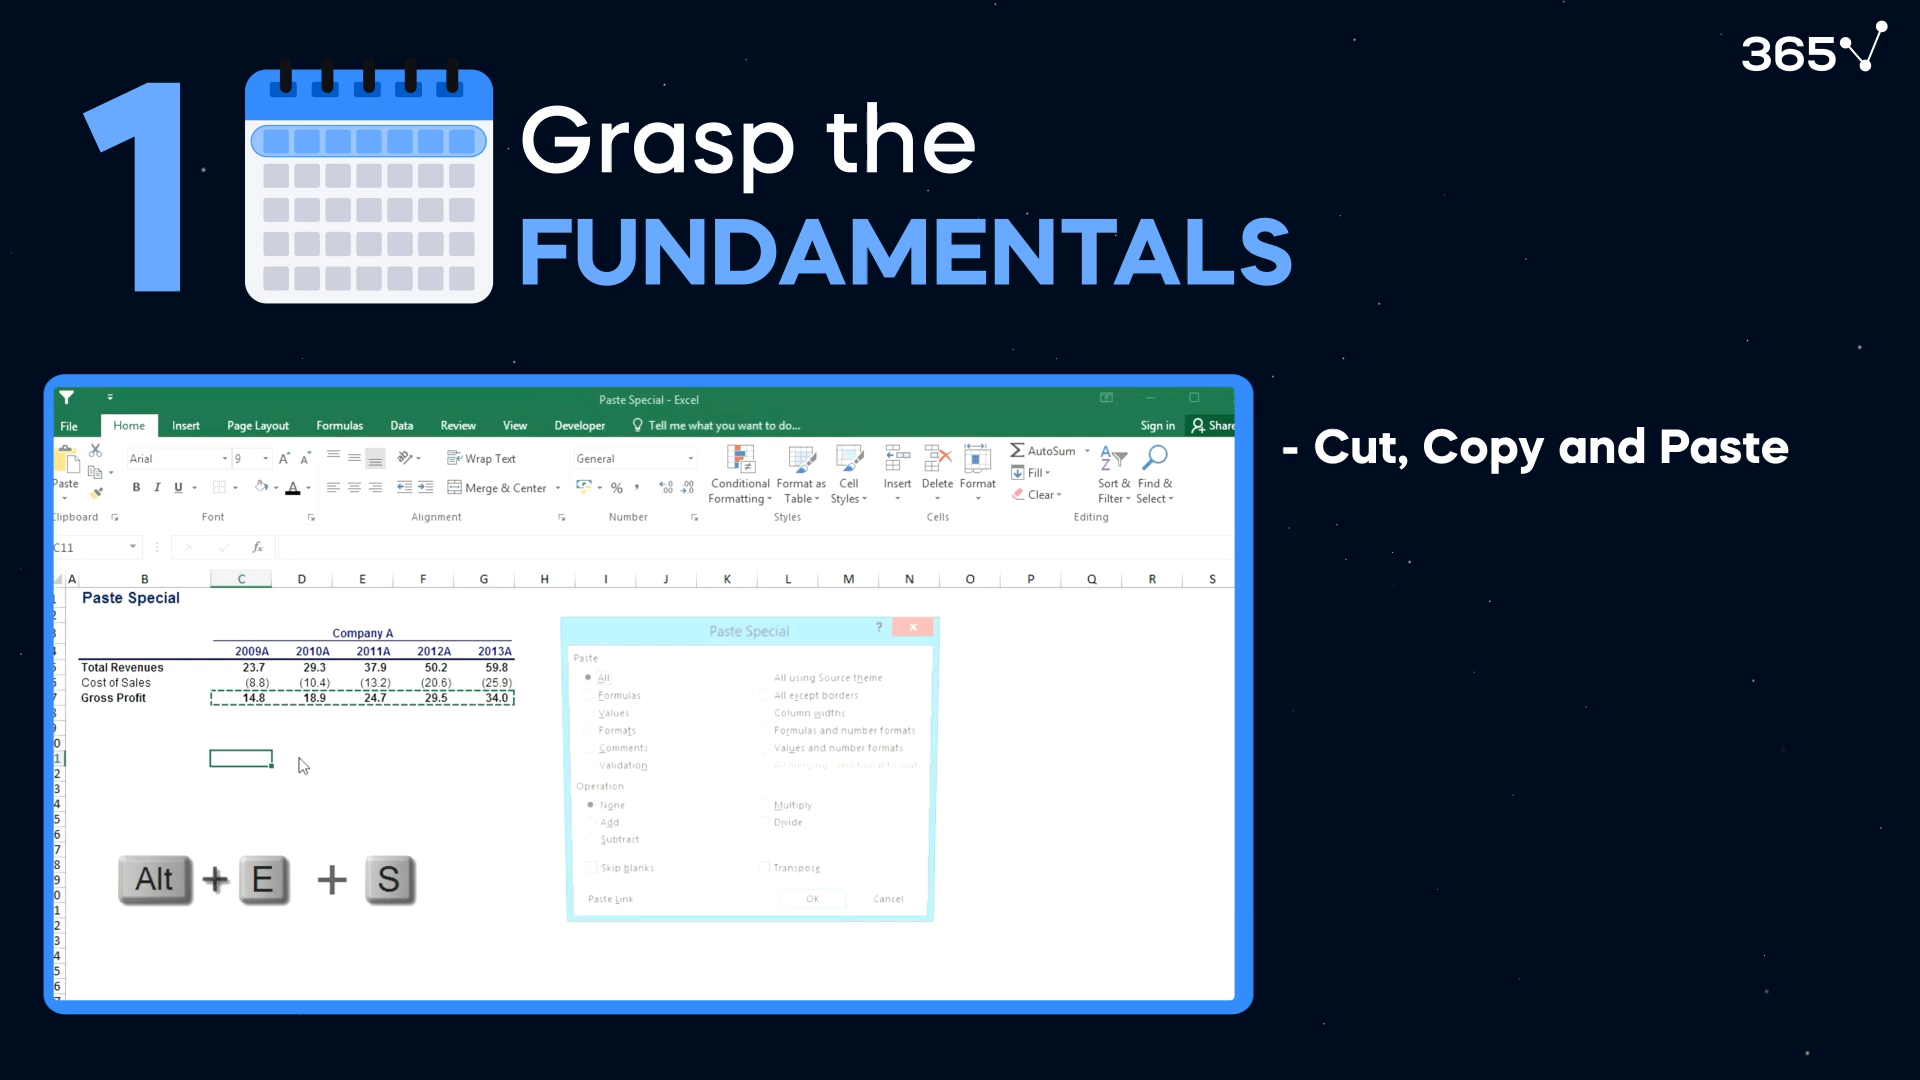 365
1
Grasp the
FUNDAMENTALS
- Cut, Copy and Paste
Paste Special - Excel
File Home Insert Page Layout Formulas Data Review View Developer Tell me what you want to do... Sign in Share
Arial 9 Wrap Text General AutoSum
Fill
Paste B I U Merge & Center % Conditional Format as Cell Insert Delete Format Sort & Find &
Formatting Table Styles Clear Filter Select
Clipboard Font Alignment Number Styles Cells Editing
C11 fx
A B C D E F G H I J K L M N O P Q R S
Paste Special
Company A
2009A 2010A 2011A 2012A 2013A
Total Revenues 23.7 29.3 37.9 50.2 59.8
Cost of Sales (8.8) (10.4) (13.2) (20.6) (25.9)
Gross Profit 14.8 18.9 24.7 29.5 34.0
Paste Special ?
Paste
All All using Source theme
Formulas All except borders
Values Column widths
Formats Formulas and number formats
Comments Values and number formats
Validation All merging conditional formats
Operation
None Multiply
Add Divide
Subtract
Skip blanks Transpose
Paste Link OK Cancel
Alt + E + S